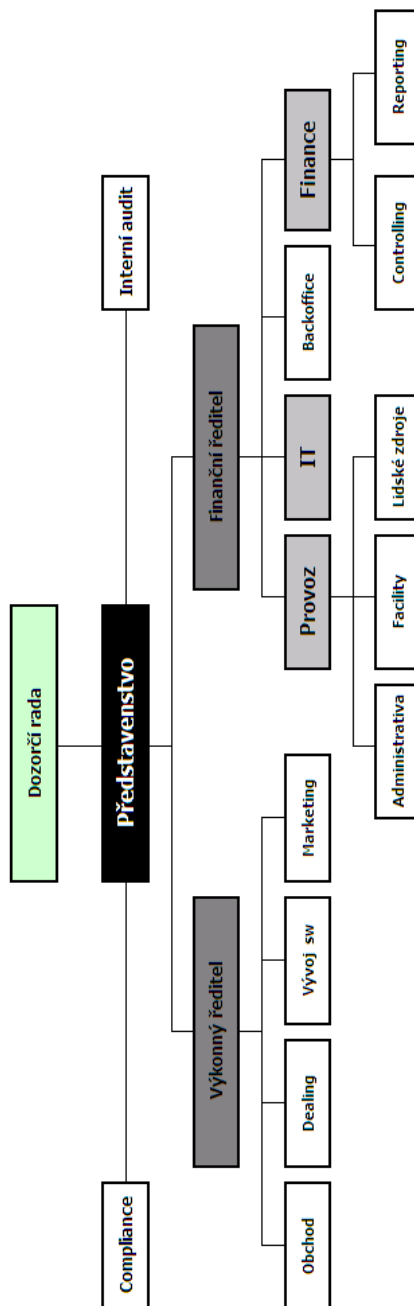 Dozorčí rada
Compliance
Představenstvo
Interní audit
Výkonný ředitel
Finanční ředitel
Obchod
Dealing
Vývoj sw
Marketing
Provoz
IT
Backoffice
Finance
Administrativa
Facility
Lidské zdroje
Controlling
Reporting